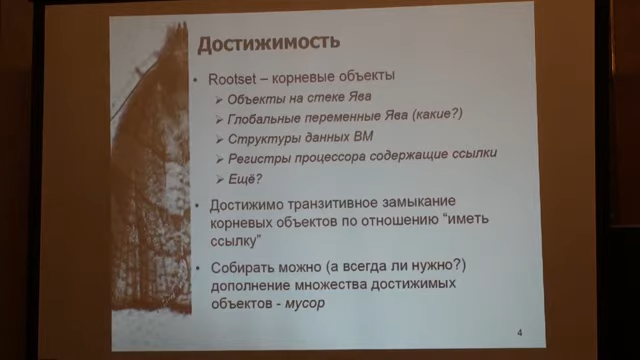 Достижимость
• Rootset – корневые объекты
➢ Объекты на стеке Ява
➢ Глобальные переменные Ява (какие?)
➢ Структуры данных ВМ
➢ Регистры процессора содержащие ссылки
➢ Ещё?
• Достижимо транзитивное замыкание
корневых объектов по отношению “иметь
ссылку”
• Собирать можно (а всегда ли нужно?)
дополнение множества достижимых
объектов - мусор
4